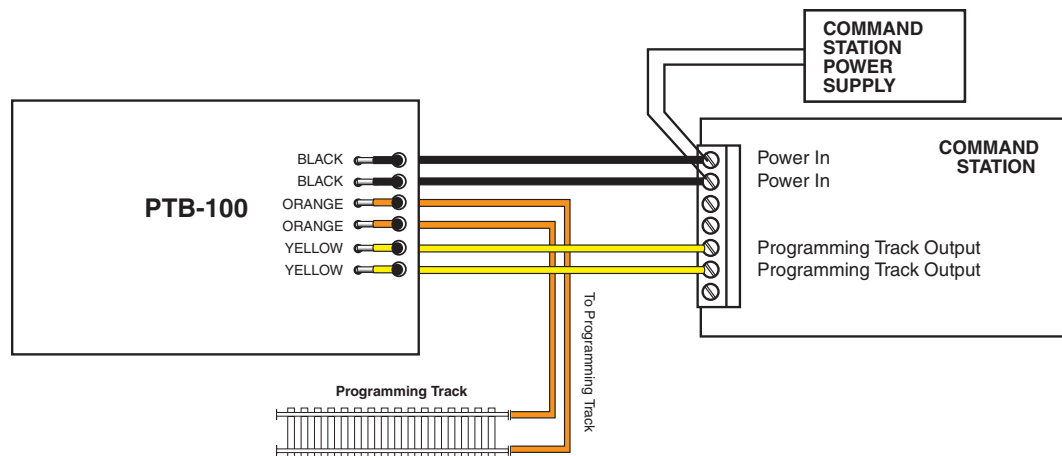 COMMAND
STATION
POWER
SUPPLY
PTB-100
BLACK
BLACK
ORANGE
ORANGE
YELLOW
YELLOW
Power In
Power In
Programming Track Output
Programming Track Output
COMMAND
STATION
To Programming Track
Programming Track